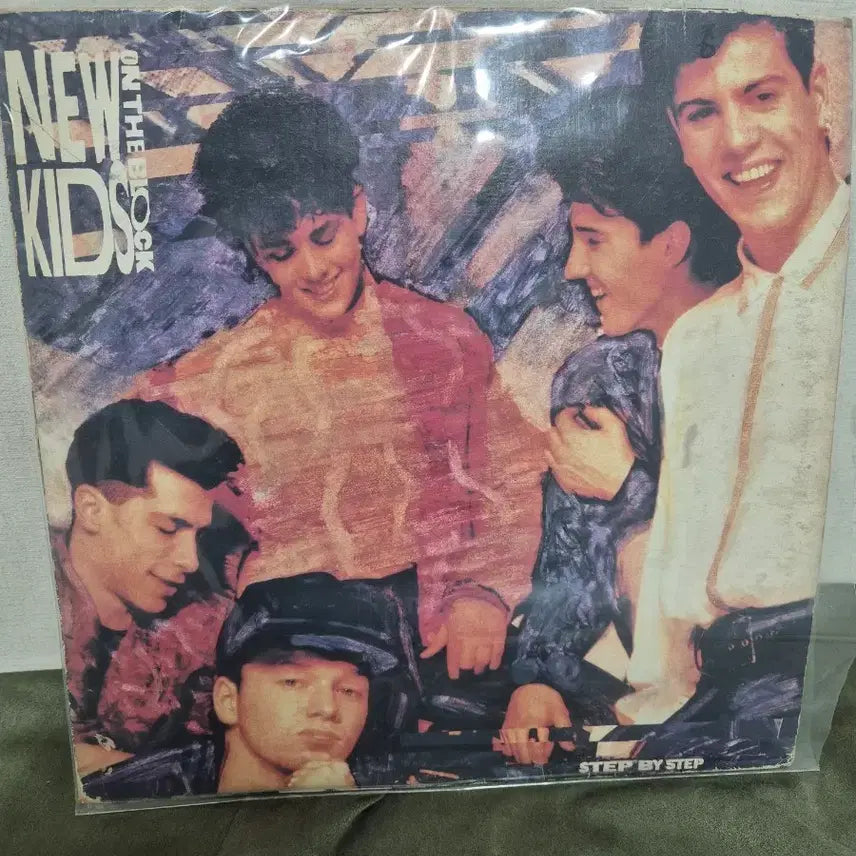 NEW
KIDS
ON THE BLOCK
STEP BY STEP